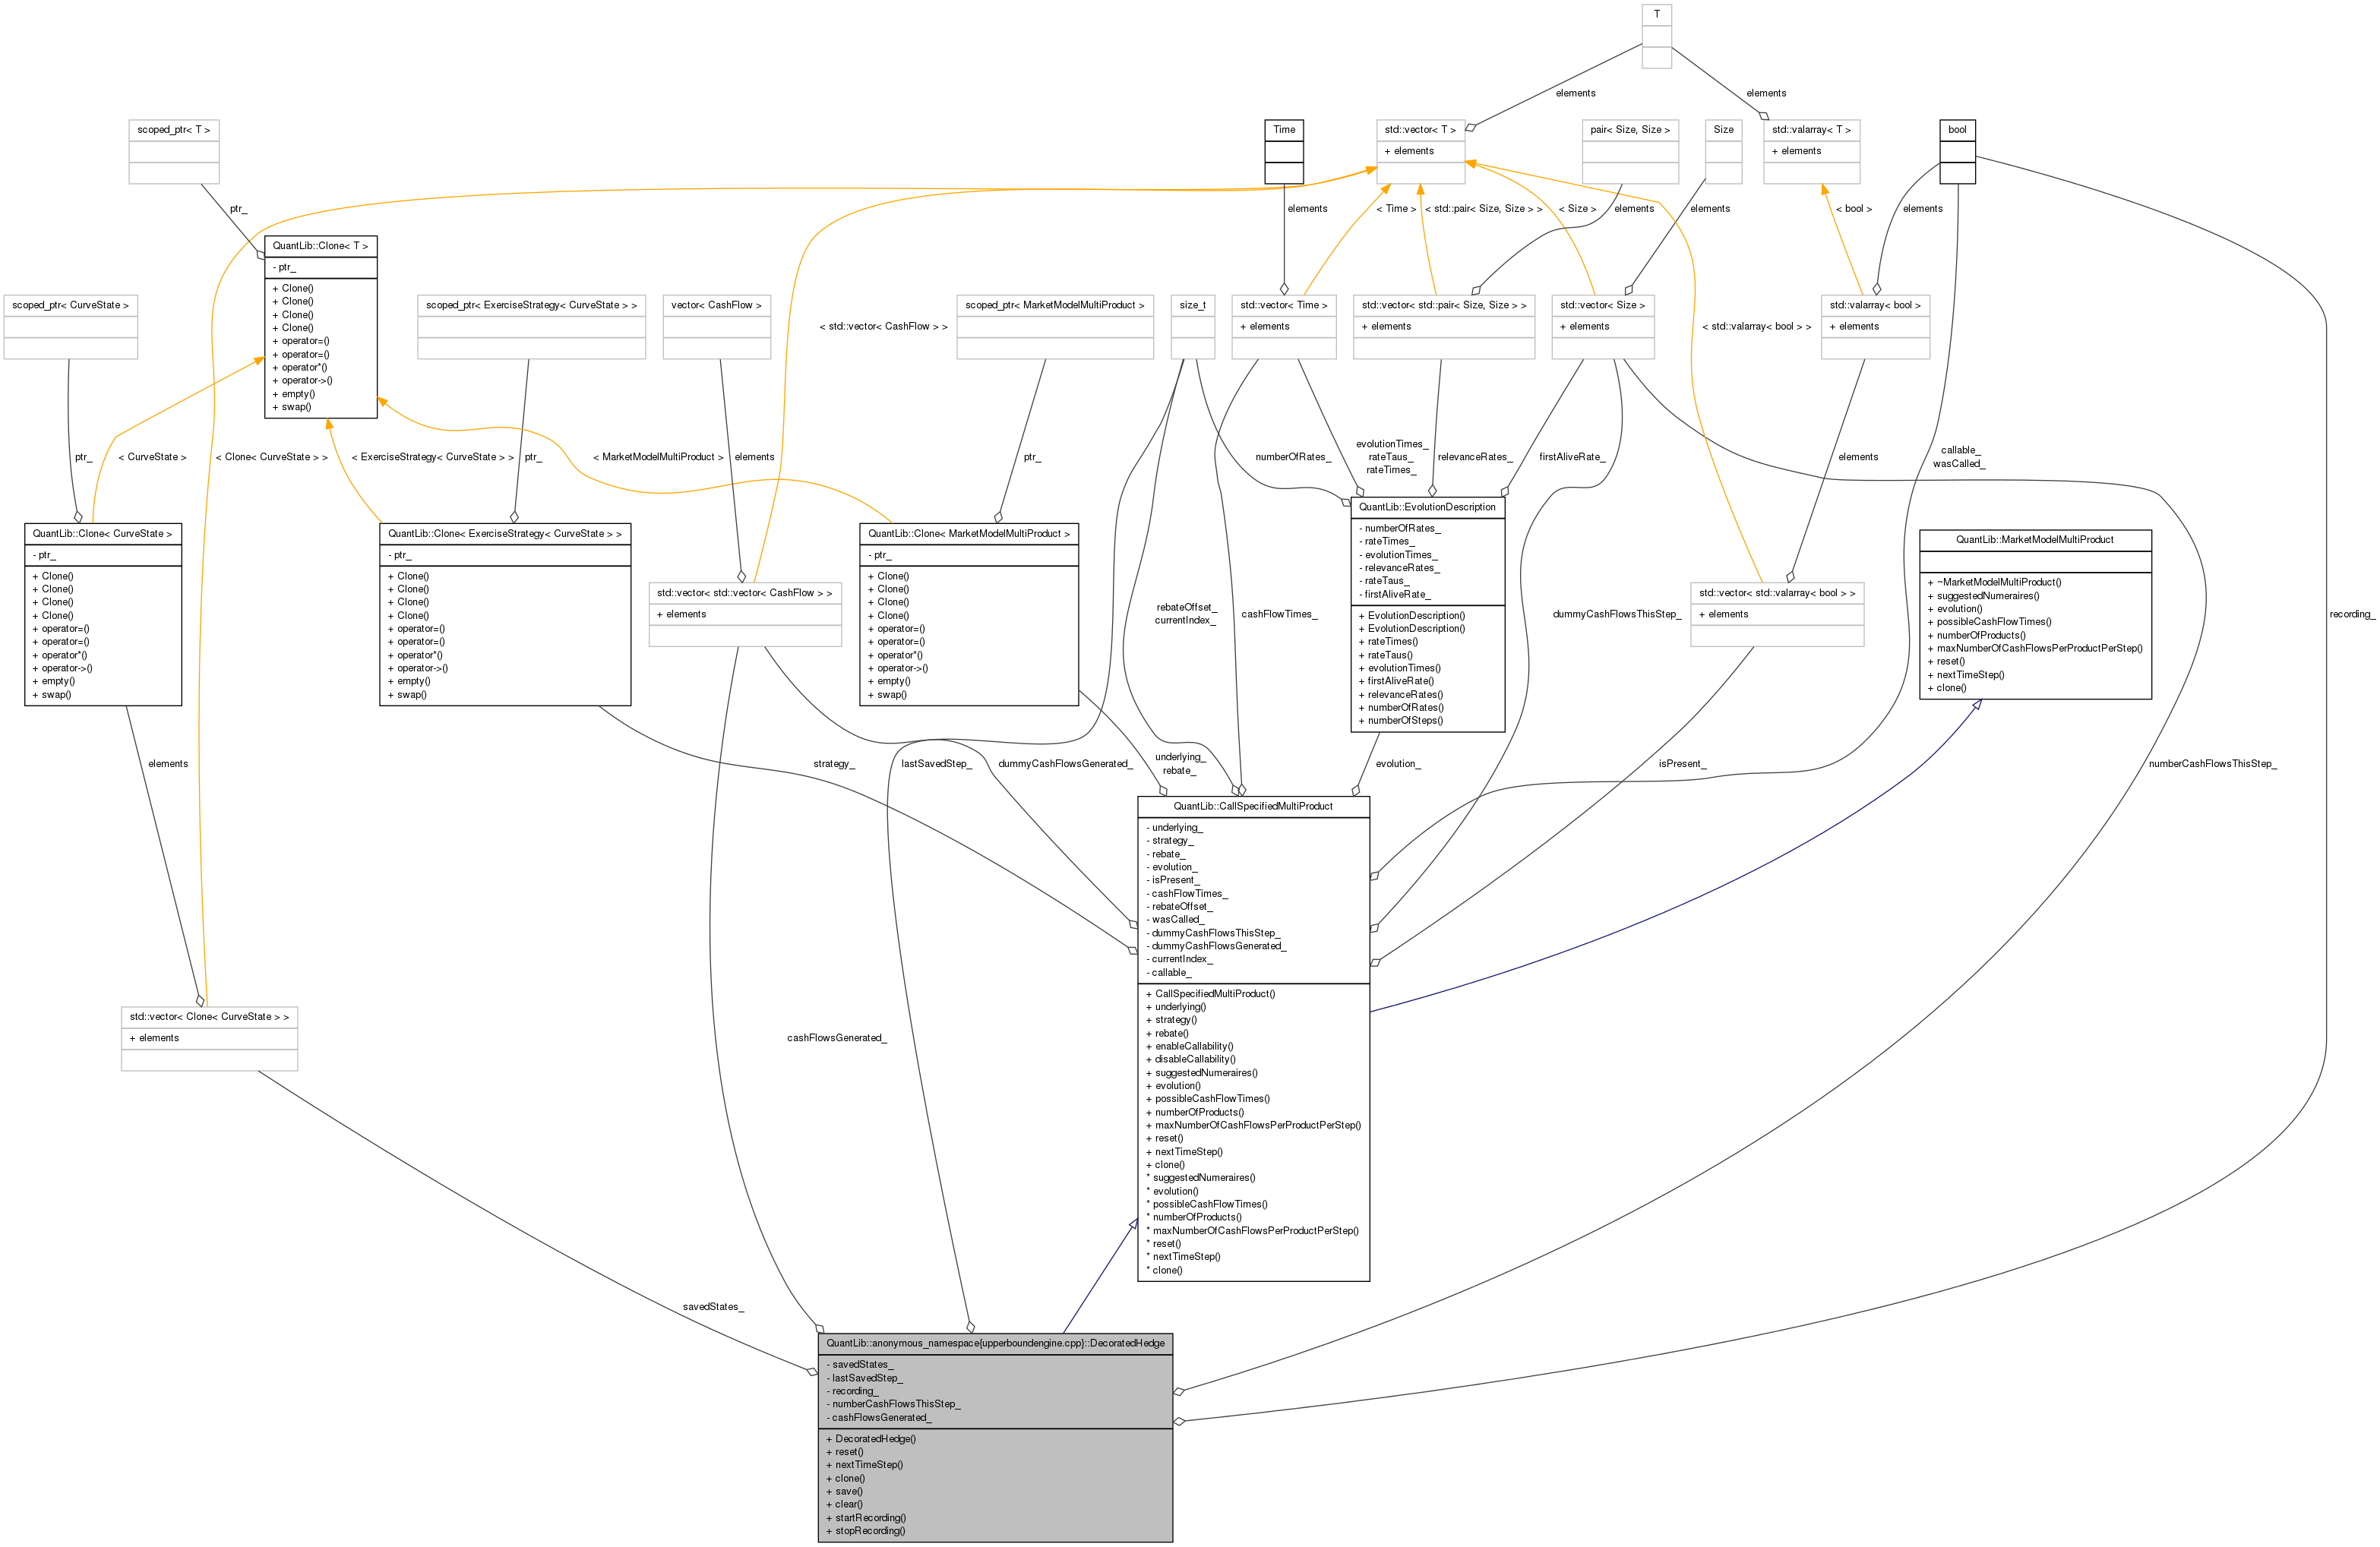 T
elements
elements
scoped_ptr< T >
Time
std::vector< T >
+ elements
pair< Size, Size >
Size
std::valarray< T >
+ elements
bool
ptr_
elements
< Time >
< std::pair< Size, Size > >
elements
< Size >
elements
< bool >
elements
QuantLib::Clone< T >
- ptr_
+ Clone()
+ Clone()
+ Clone()
+ Clone()
+ operator=()
+ operator=()
+ operator*()
+ operator->()
+ empty()
+ swap()
scoped_ptr< CurveState >
scoped_ptr< ExerciseStrategy< CurveState > >
vector< CashFlow >
< std::vector< CashFlow > >
scoped_ptr< MarketModelMultiProduct >
size_t
std::vector< Time >
+ elements
std::vector< std::pair< Size, Size > >
+ elements
std::vector< Size >
+ elements
< std::valarray< bool > >
std::valarray< bool >
+ elements
ptr_
< CurveState >
< Clone< CurveState > >
< ExerciseStrategy< CurveState > >
ptr_
< MarketModelMultiProduct >
elements
ptr_
numberOfRates_
evolutionTimes_
rateTaus_
rateTimes_
relevanceRates_
firstAliveRate_
elements
callable_
wasCalled_
QuantLib::Clone< CurveState >
- ptr_
+ Clone()
+ Clone()
+ Clone()
+ Clone()
+ operator=()
+ operator=()
+ operator*()
+ operator->()
+ empty()
+ swap()
QuantLib::Clone< ExerciseStrategy< CurveState > >
- ptr_
+ Clone()
+ Clone()
+ Clone()
+ Clone()
+ operator=()
+ operator=()
+ operator*()
+ operator->()
+ empty()
+ swap()
std::vector< std::vector< CashFlow > >
+ elements
QuantLib::Clone< MarketModelMultiProduct >
- ptr_
+ Clone()
+ Clone()
+ Clone()
+ Clone()
+ operator=()
+ operator=()
+ operator*()
+ operator->()
+ empty()
+ swap()
rebateOffset_
currentIndex_
cashFlowTimes_
QuantLib::EvolutionDescription
- numberOfRates_
- rateTimes_
- evolutionTimes_
- relevanceRates_
- rateTaus_
- firstAliveRate_
+ EvolutionDescription()
+ EvolutionDescription()
+ rateTimes()
+ rateTaus()
+ evolutionTimes()
+ firstAliveRate()
+ relevanceRates()
+ numberOfRates()
+ numberOfSteps()
dummyCashFlowsThisStep_
std::vector< std::valarray< bool > >
+ elements
QuantLib::MarketModelMultiProduct
+ ~MarketModelMultiProduct()
+ suggestedNumeraires()
+ evolution()
+ possibleCashFlowTimes()
+ numberOfProducts()
+ maxNumberOfCashFlowsPerProductPerStep()
+ reset()
+ nextTimeStep()
+ clone()
recording_
elements
strategy_
lastSavedStep_
dummyCashFlowsGenerated_
underlying_
rebate_
evolution_
isPresent_
numberCashFlowsThisStep_
QuantLib::CallSpecifiedMultiProduct
- underlying_
- strategy_
- rebate_
- evolution_
- isPresent_
- cashFlowTimes_
- rebateOffset_
- wasCalled_
- dummyCashFlowsThisStep_
- dummyCashFlowsGenerated_
- currentIndex_
- callable_
+ CallSpecifiedMultiProduct()
+ underlying()
+ strategy()
+ rebate()
+ enableCallability()
+ disableCallability()
+ suggestedNumeraires()
+ evolution()
+ possibleCashFlowTimes()
+ numberOfProducts()
+ maxNumberOfCashFlowsPerProductPerStep()
+ reset()
+ nextTimeStep()
+ clone()
* suggestedNumeraires()
* evolution()
* possibleCashFlowTimes()
* numberOfProducts()
* maxNumberOfCashFlowsPerProductPerStep()
* reset()
* nextTimeStep()
* clone()
std::vector< Clone< CurveState > >
+ elements
cashFlowsGenerated_
savedStates_
QuantLib::anonymous_namespace{upperboundengine.cpp}::DecoratedHedge
- savedStates_
- lastSavedStep_
- recording_
- numberCashFlowsThisStep_
- cashFlowsGenerated_
+ DecoratedHedge()
+ reset()
+ nextTimeStep()
+ clone()
+ save()
+ clear()
+ startRecording()
+ stopRecording()